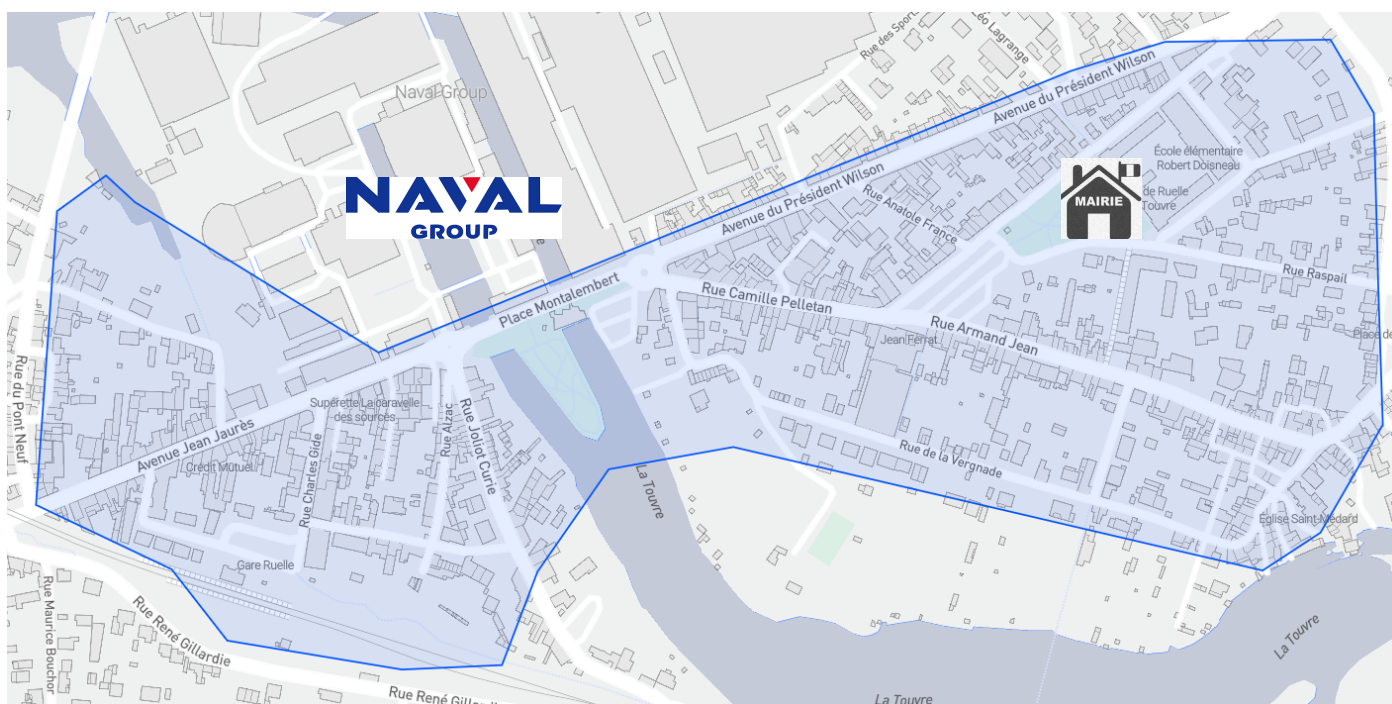 Rue des Sport
Léo Lagrange
Naval Group
NAVAL
GROUP
Avenue du Président Wilson
École élémentaire
Robert Doisneau
MAIRIE
de Ruelle
Touvre
Avenue du Président Wilson
Rue Anatole France
Rue Raspail
Place Montalembert
Rue Camille Pelletan
Rue Armand Jean
Jean Ferrat
Place de
Rue du Pont Neuf
Supérette La caravelle
des sources
Avenue Jean Jaurès
Crédit Mutuel
Rue Charles Gide
Rue Alzac
Rue Joliot Curie
Rue de la Vergnade
La Touvre
Église Saint-Médard
Gare Ruelle
Rue Maurice Bouchor
Rue René Gillardie
La Touvre
Rue René Gillardie
La Touvre